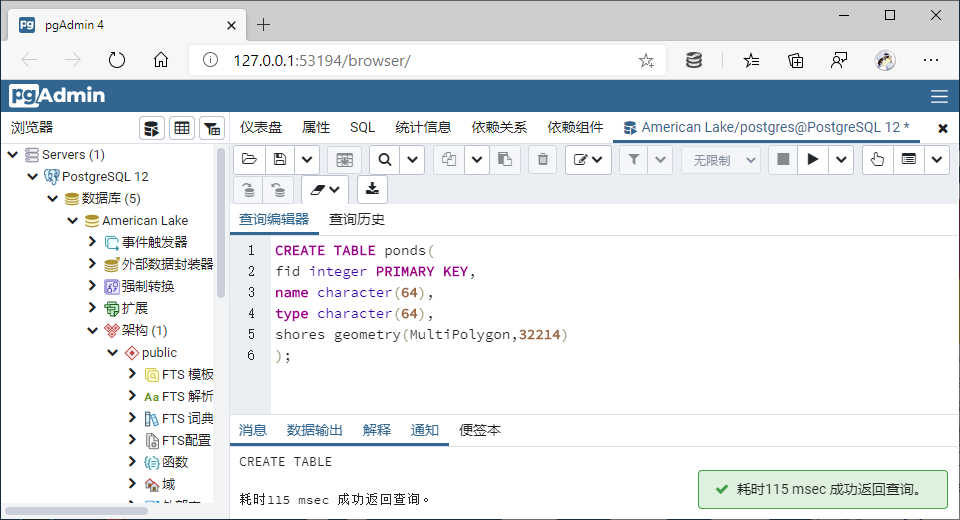 pgAdmin 4
127.0.0.1:53194/browser/
pgAdmin
浏览器
仪表盘 属性 SQL 统计信息 依赖关系 依赖组件 American Lake/postgres@PostgreSQL 12 *
无限制
Servers (1)
PostgreSQL 12
数据库 (5)
American Lake
事件触发器
外部数据封装器
强制转换
扩展
架构 (1)
public
FTS 模板
FTS 解析
FTS 词典
FTS配置
函数
域
查询编辑器 查询历史
1 CREATE TABLE ponds(
2 fid integer PRIMARY KEY,
3 name character(64),
4 type character(64),
5 shores geometry(MultiPolygon,32214)
6 );
消息 数据输出 解释 通知 便签本
CREATE TABLE
耗时115 msec 成功返回查询。
耗时115 msec 成功返回查询。